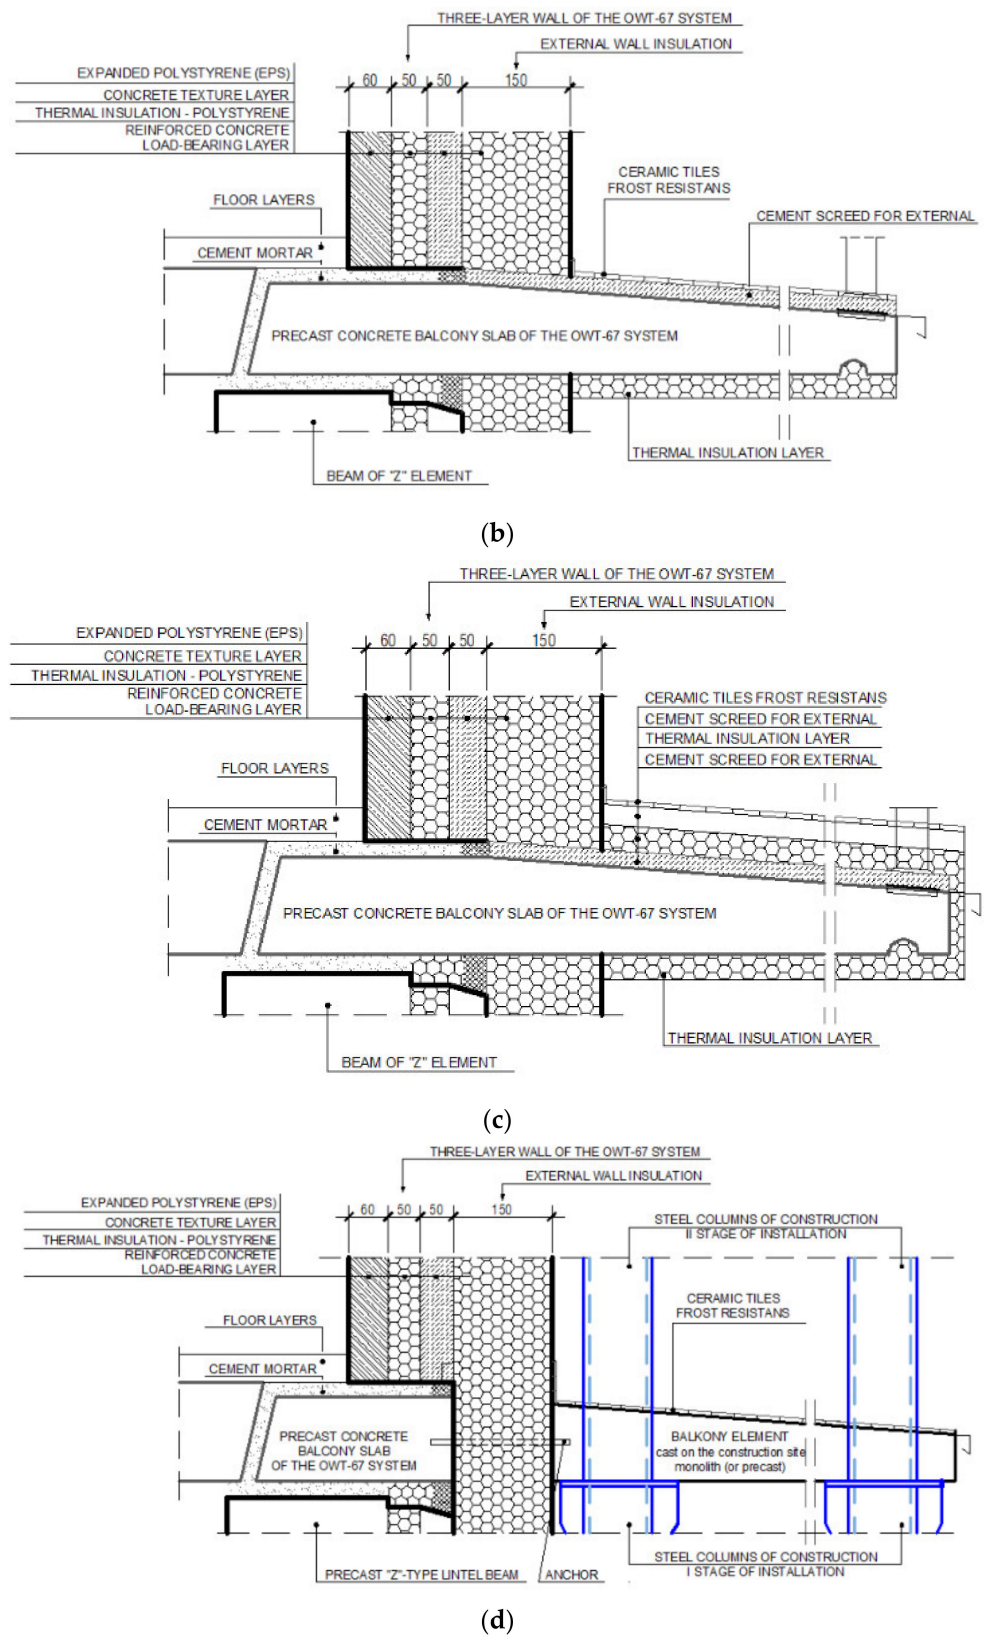 THREE-LAYER WALL OF THE OWT-67 SYSTEM
EXTERNAL WALL INSULATION
EXPANDED POLYSTYRENE (EPS)
60 50 50 150
CONCRETE TEXTURE LAYER
THERMAL INSULATION - POLYSTYRENE
REINFORCED CONCRETE
LOAD-BEARING LAYER
CERAMIC TILES
FROST RESISTANS
FLOOR LAYERS
CEMENT SCREED FOR EXTERNAL
CEMENT MORTAR
PRECAST CONCRETE BALCONY SLAB OF THE OWT-67 SYSTEM
THERMAL INSULATION LAYER
BEAM OF "Z" ELEMENT
(b)
THREE-LAYER WALL OF THE OWT-67 SYSTEM
EXTERNAL WALL INSULATION
EXPANDED POLYSTYRENE (EPS)
60 50 50 150
CONCRETE TEXTURE LAYER
THERMAL INSULATION - POLYSTYRENE
REINFORCED CONCRETE
LOAD-BEARING LAYER
CERAMIC TILES FROST RESISTANS
CEMENT SCREED FOR EXTERNAL
THERMAL INSULATION LAYER
CEMENT SCREED FOR EXTERNAL
FLOOR LAYERS
CEMENT MORTAR
PRECAST CONCRETE BALCONY SLAB OF THE OWT-67 SYSTEM
THERMAL INSULATION LAYER
BEAM OF "Z" ELEMENT
(c)
THREE-LAYER WALL OF THE OWT-67 SYSTEM
EXTERNAL WALL INSULATION
EXPANDED POLYSTYRENE (EPS)
60 50 50 150
CONCRETE TEXTURE LAYER
THERMAL INSULATION - POLYSTYRENE
REINFORCED CONCRETE
LOAD-BEARING LAYER
STEEL COLUMNS OF CONSTRUCTION
II STAGE OF INSTALLATION
CERAMIC TILES
FROST RESISTANS
FLOOR LAYERS
CEMENT MORTAR
PRECAST CONCRETE
BALCONY SLAB
OF THE OWT-67 SYSTEM
BALKONY ELEMENT
cast on the construction site
monolith (or precast)
STEEL COLUMNS OF CONSTRUCTION
I STAGE OF INSTALLATION
PRECAST "Z"-TYPE LINTEL BEAM
ANCHOR
(d)